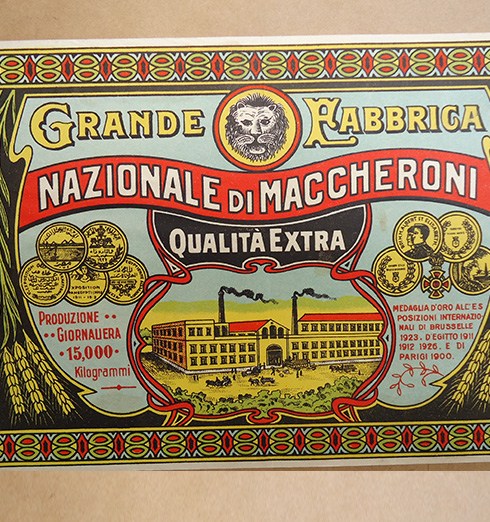 GRANDE FABBRICA
NAZIONALE DI MACCHERONI
QUALITÀ EXTRA
PRODUZIONE
GIORNALIERA
15,000
Kilogrammi
MEDAGLIA D'ORO ALL'ES
POSIZIONI INTERNAZIO
NALI DI BRUSSELLE
1923. D'EGITO 1911
1912. 1926. E DI
PARIGI 1900.